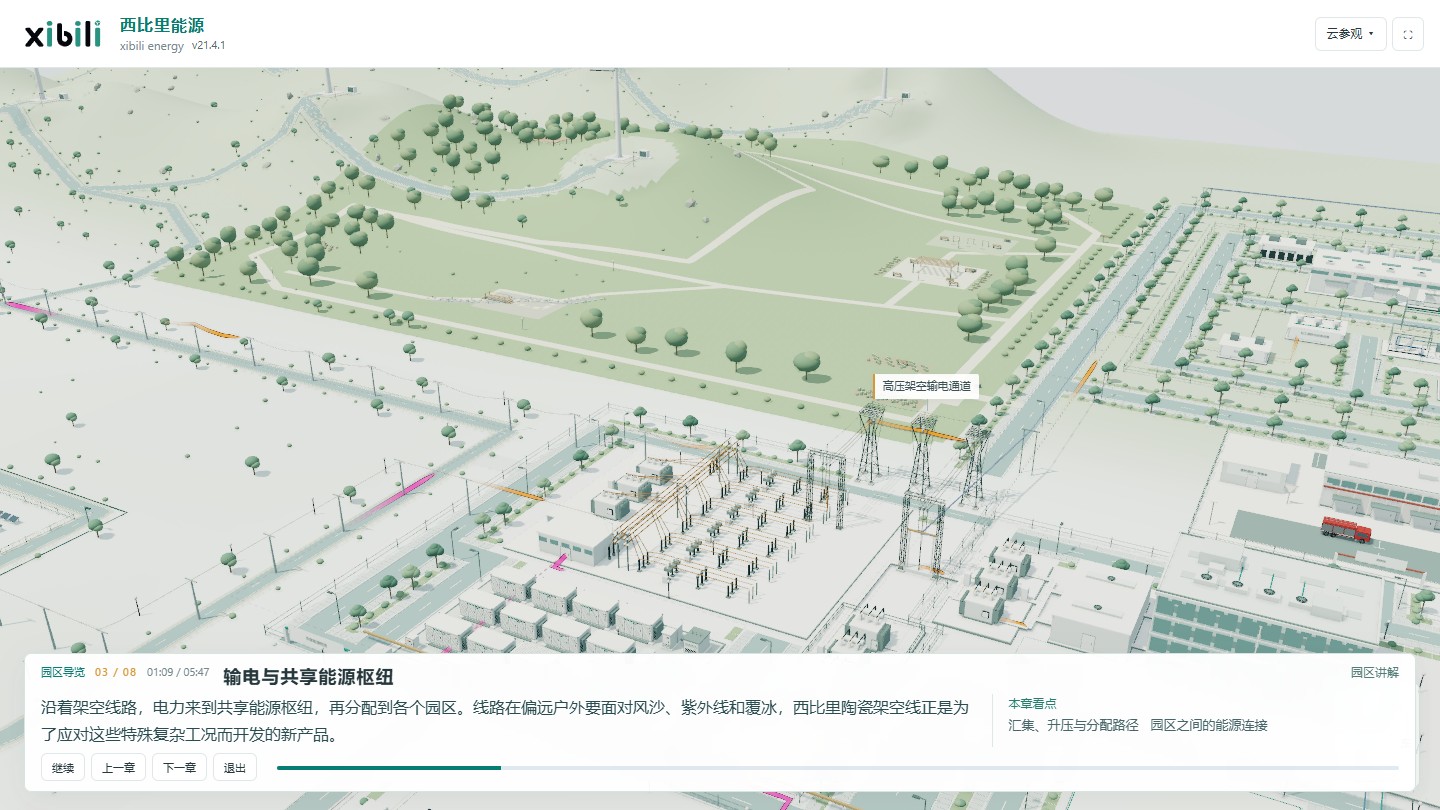 xibili
西比里能源
xibili energy v21.4.1
云参观
高压架空输电通道
园区导览 03 / 08 01:09 / 05:47 输电与共享能源枢纽
园区讲解
沿着架空线路，电力来到共享能源枢纽，再分配到各个园区。线路在偏远户外要面对风沙、紫外线和覆冰，西比里陶瓷架空线正是为
了应对这些特殊复杂工况而开发的新产品。
本章看点
汇集、升压与分配路径 园区之间的能源连接
继续 上一章 下一章 退出